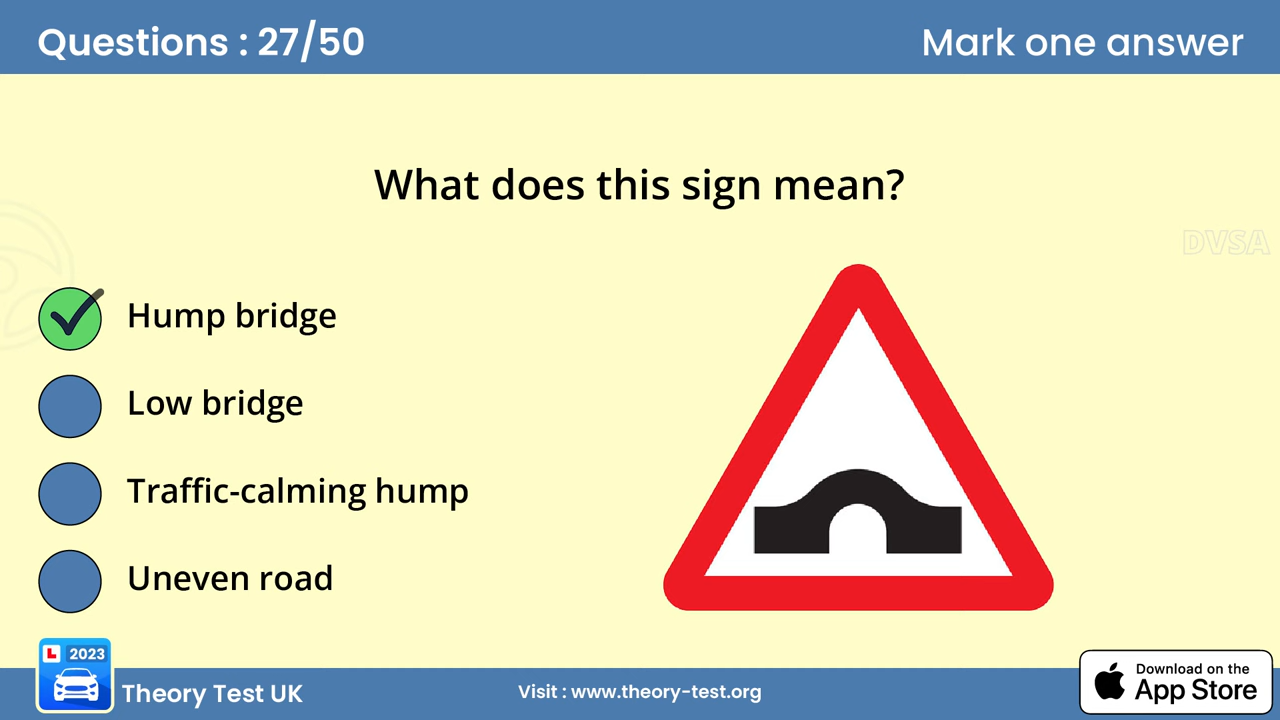 Questions : 27/50
Mark one answer
What does this sign mean?
DVSA
Hump bridge
Low bridge
Traffic-calming hump
Uneven road
L 2023
Theory Test UK
Visit : www.theory-test.org
Download on the
App Store